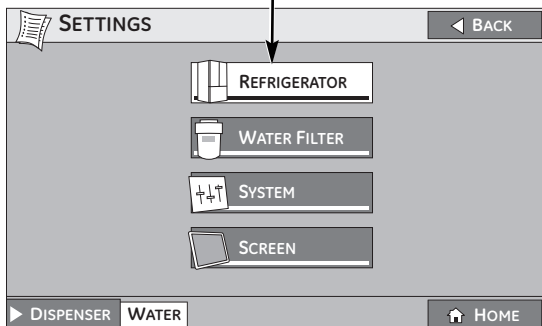 SETTINGS
BACK
REFRIGERATOR
WATER FILTER
SYSTEM
SCREEN
DISPENSER WATER
HOME